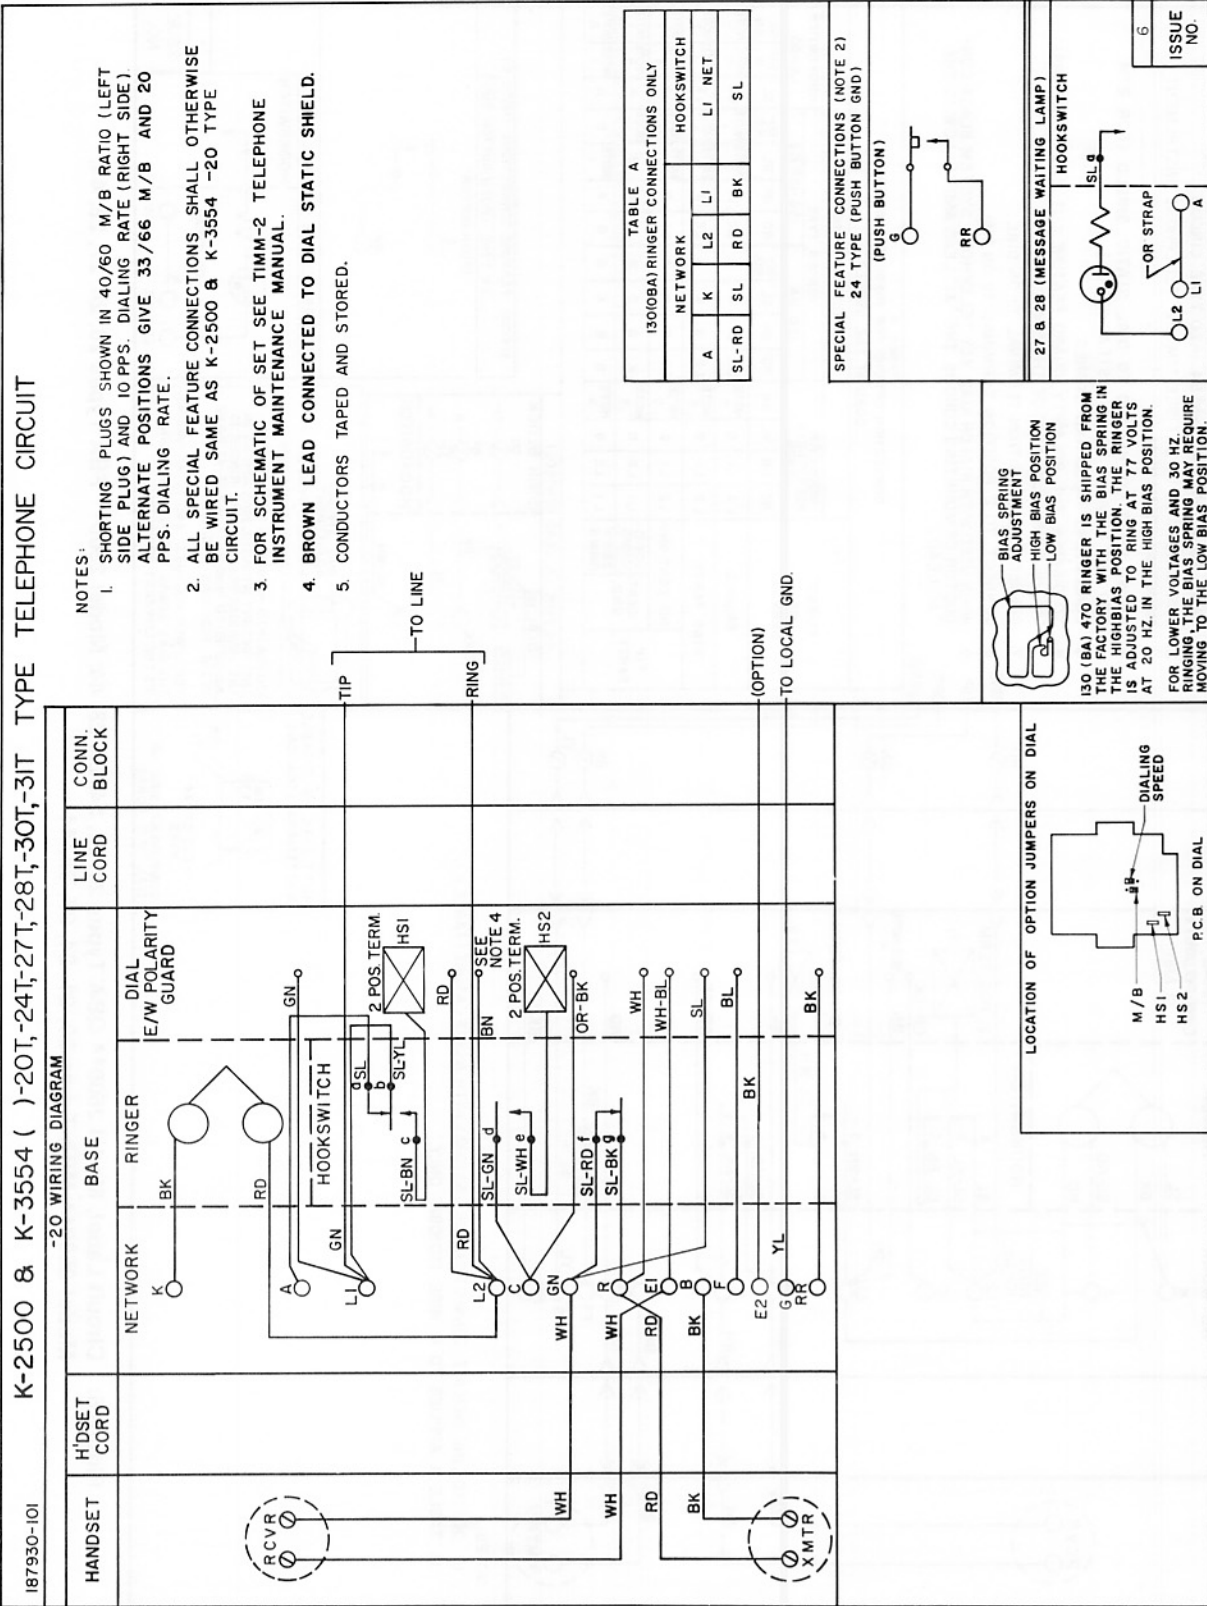 187930-101
K-2500 & K-3554 ( )-20T,-24T,-27T,-28T,-30T,-31T TYPE TELEPHONE CIRCUIT
-20 WIRING DIAGRAM
HANDSET
H'DSET
CORD
BASE
LINE
CORD
CONN.
BLOCK
NETWORK
RINGER
DIAL
E/W POLARITY
GUARD
K
BK
RD
A
GN
HOOKSWITCH
L1
GN
a
SL
b
SL-YL
2 POS. TERM.
HS1
SL-BN
c
RD
RD
L2
BN
SEE
NOTE 4
SL-GN
d
2 POS. TERM.
HS2
C
SL-WH
e
OR-BK
GN
SL-RD
f
SL-BK
g
R
WH
E1
WH-BL
B
SL
F
BL
E2
BK
G
YL
RR
BK
RCVR
WH
WH
RD
BK
WH
WH
RD
BK
XMTR
TIP
RING
TO LINE
(OPTION)
TO LOCAL GND.
NOTES:
1. SHORTING PLUGS SHOWN IN 40/60 M/B RATIO (LEFT
SIDE PLUG) AND 10 PPS. DIALING RATE (RIGHT SIDE).
ALTERNATE POSITIONS GIVE 33/66 M/B AND 20
PPS. DIALING RATE.
2. ALL SPECIAL FEATURE CONNECTIONS SHALL OTHERWISE
BE WIRED SAME AS K-2500 & K-3554 -20 TYPE
CIRCUIT.
3. FOR SCHEMATIC OF SET SEE TIMM-2 TELEPHONE
INSTRUMENT MAINTENANCE MANUAL.
4. BROWN LEAD CONNECTED TO DIAL STATIC SHIELD.
5. CONDUCTORS TAPED AND STORED.
TABLE A
130(0BA) RINGER CONNECTIONS ONLY
NETWORK HOOKSWITCH
A K L2 L1 L1 NET
SL-RD SL RD BK SL
SPECIAL FEATURE CONNECTIONS (NOTE 2)
24 TYPE (PUSH BUTTON GND)
(PUSH BUTTON)
G
RR
27 & 28 (MESSAGE WAITING LAMP)
HOOKSWITCH
SL a
OR STRAP
L2
L1
A
6
ISSUE
NO.
BIAS SPRING
ADJUSTMENT
HIGH BIAS POSITION
LOW BIAS POSITION
130 (BA) 470 RINGER IS SHIPPED FROM
THE FACTORY WITH THE BIAS SPRING IN
THE HIGHBIAS POSITION. THE RINGER
IS ADJUSTED TO RING AT 77 VOLTS
AT 20 HZ. IN THE HIGH BIAS POSITION.
FOR LOWER VOLTAGES AND 30 HZ.
RINGING, THE BIAS SPRING MAY REQUIRE
MOVING TO THE LOW BIAS POSITION.
LOCATION OF OPTION JUMPERS ON DIAL
M/B
HS1
HS2
DIALING
SPEED
P.C.B. ON DIAL